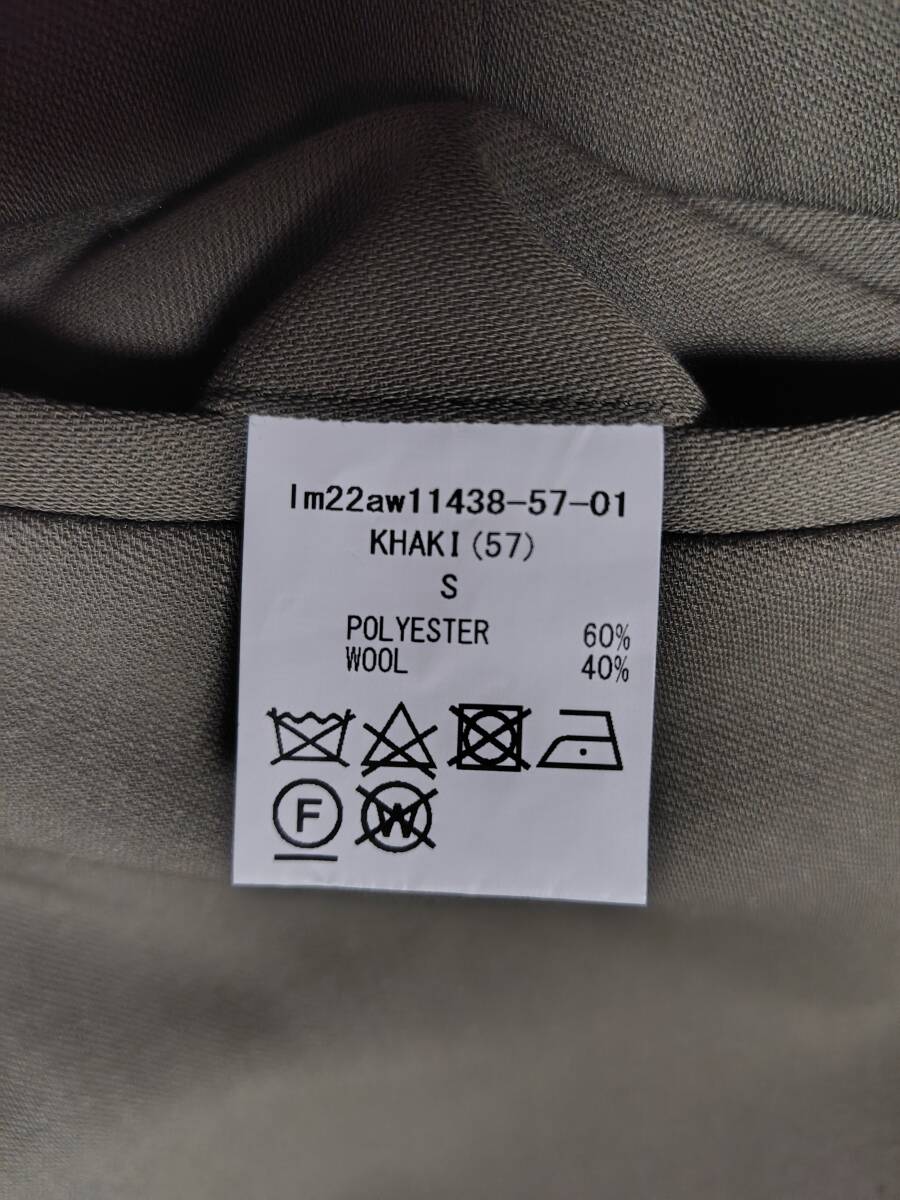 lm22aw11438-57-01
KHAKI(57)
S
POLYESTER 60%
WOOL 40%
F W